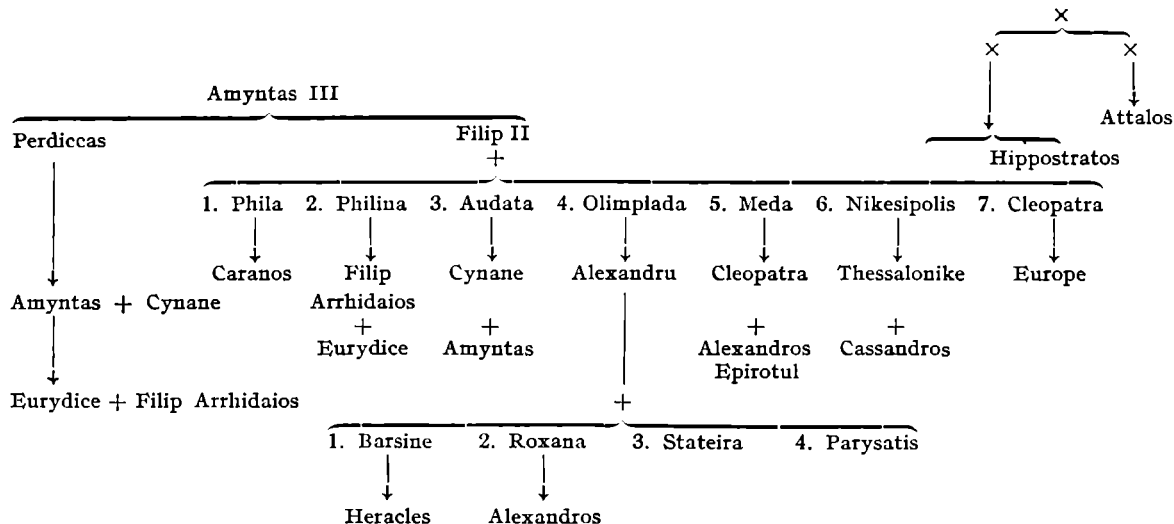 ×
× ×
Amyntas III
Attalos
Perdiccas Filip II
+
Hippostratos
1. Phila 2. Philina 3. Audata 4. Olimpiada 5. Meda 6. Nikesipolis 7. Cleopatra
Caranos Filip Cynane Alexandru Cleopatra Thessalonike Europe
Arrhidaios
Amyntas + Cynane
+ + + +
Eurydice Amyntas Alexandros Cassandros
Epirotul
Eurydice + Filip Arrhidaios +
1. Barsine 2. Roxana 3. Stateira 4. Parysatis
Heracles Alexandros